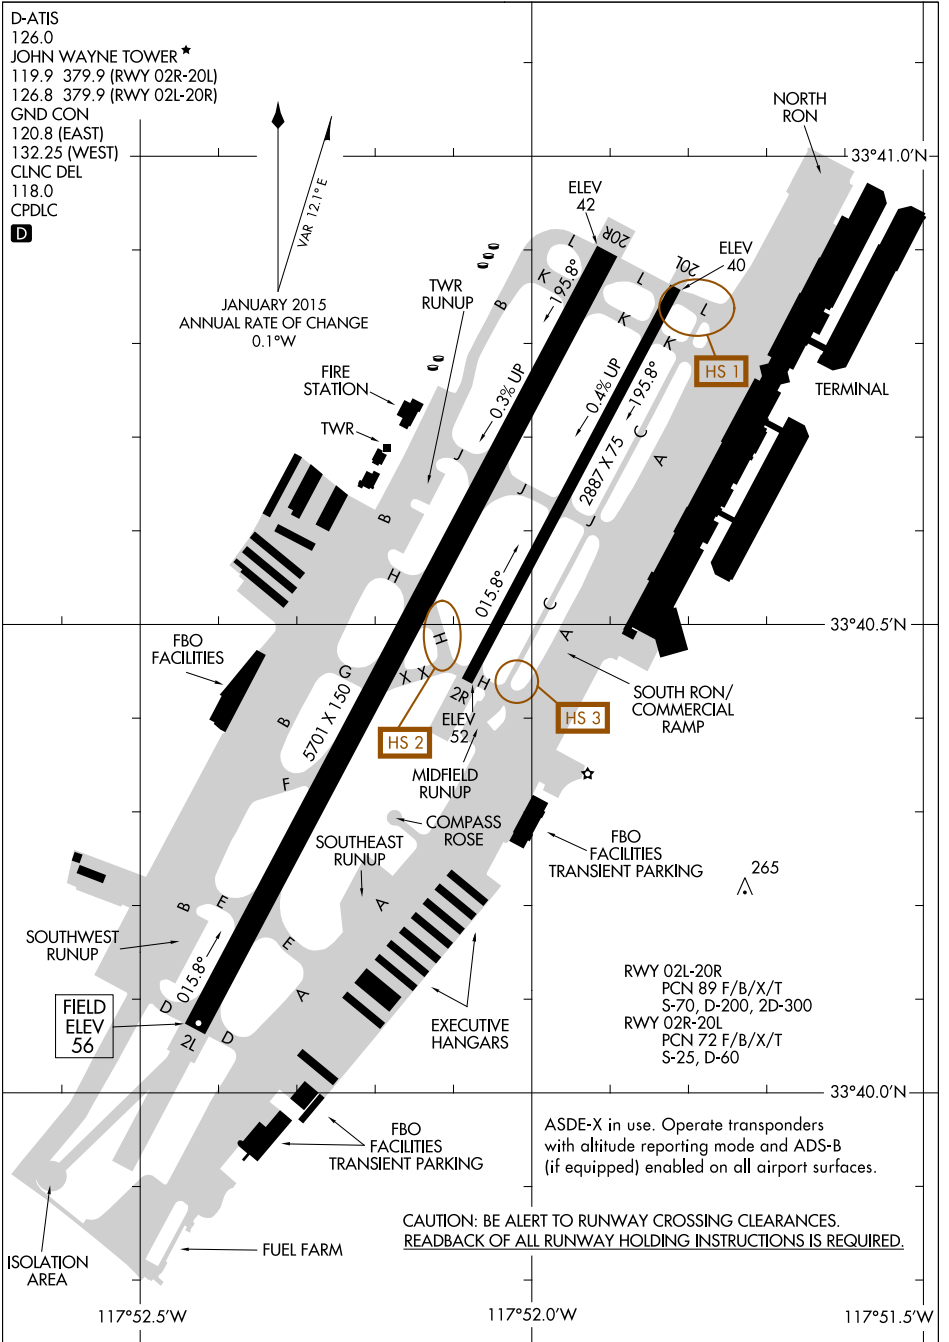 D-ATIS
126.0
JOHN WAYNE TOWER★
119.9 379.9 (RWY 02R-20L)
126.8 379.9 (RWY 02L-20R)
GND CON
120.8 (EAST)
132.25 (WEST)
CLNC DEL
118.0
CPDLC
D
VAR 12.1° E
JANUARY 2015
ANNUAL RATE OF CHANGE
0.1°W
NORTH
RON
33°41.0'N
ELEV
42
20R
L
K
195.8°
B
L
20L
ELEV
40
L
K
K
HS 1
TWR
RUNUP
FIRE
STATION
TWR
0.3% UP
0.4% UP
195.8°
2887 X 75
TERMINAL
C
A
J
J
J
B
H
015.8°
C
A
33°40.5'N
FBO
FACILITIES
H
G
X
X
H
2R
ELEV
52
HS 2
HS 3
SOUTH RON/
COMMERCIAL
RAMP
B
5701 X 150
MIDFIELD
RUNUP
F
COMPASS
ROSE
SOUTHEAST
RUNUP
FBO
FACILITIES
TRANSIENT PARKING
265
A
B
E
E
SOUTHWEST
RUNUP
015.8°
A
D
D
2L
FIELD
ELEV
56
EXECUTIVE
HANGARS
RWY 02L-20R
PCN 89 F/B/X/T
S-70, D-200, 2D-300
RWY 02R-20L
PCN 72 F/B/X/T
S-25, D-60
33°40.0'N
FBO
FACILITIES
TRANSIENT PARKING
ASDE-X in use. Operate transponders
with altitude reporting mode and ADS-B
(if equipped) enabled on all airport surfaces.
CAUTION: BE ALERT TO RUNWAY CROSSING CLEARANCES.
READBACK OF ALL RUNWAY HOLDING INSTRUCTIONS IS REQUIRED.
FUEL FARM
ISOLATION
AREA
117°52.5'W
117°52.0'W
117°51.5'W